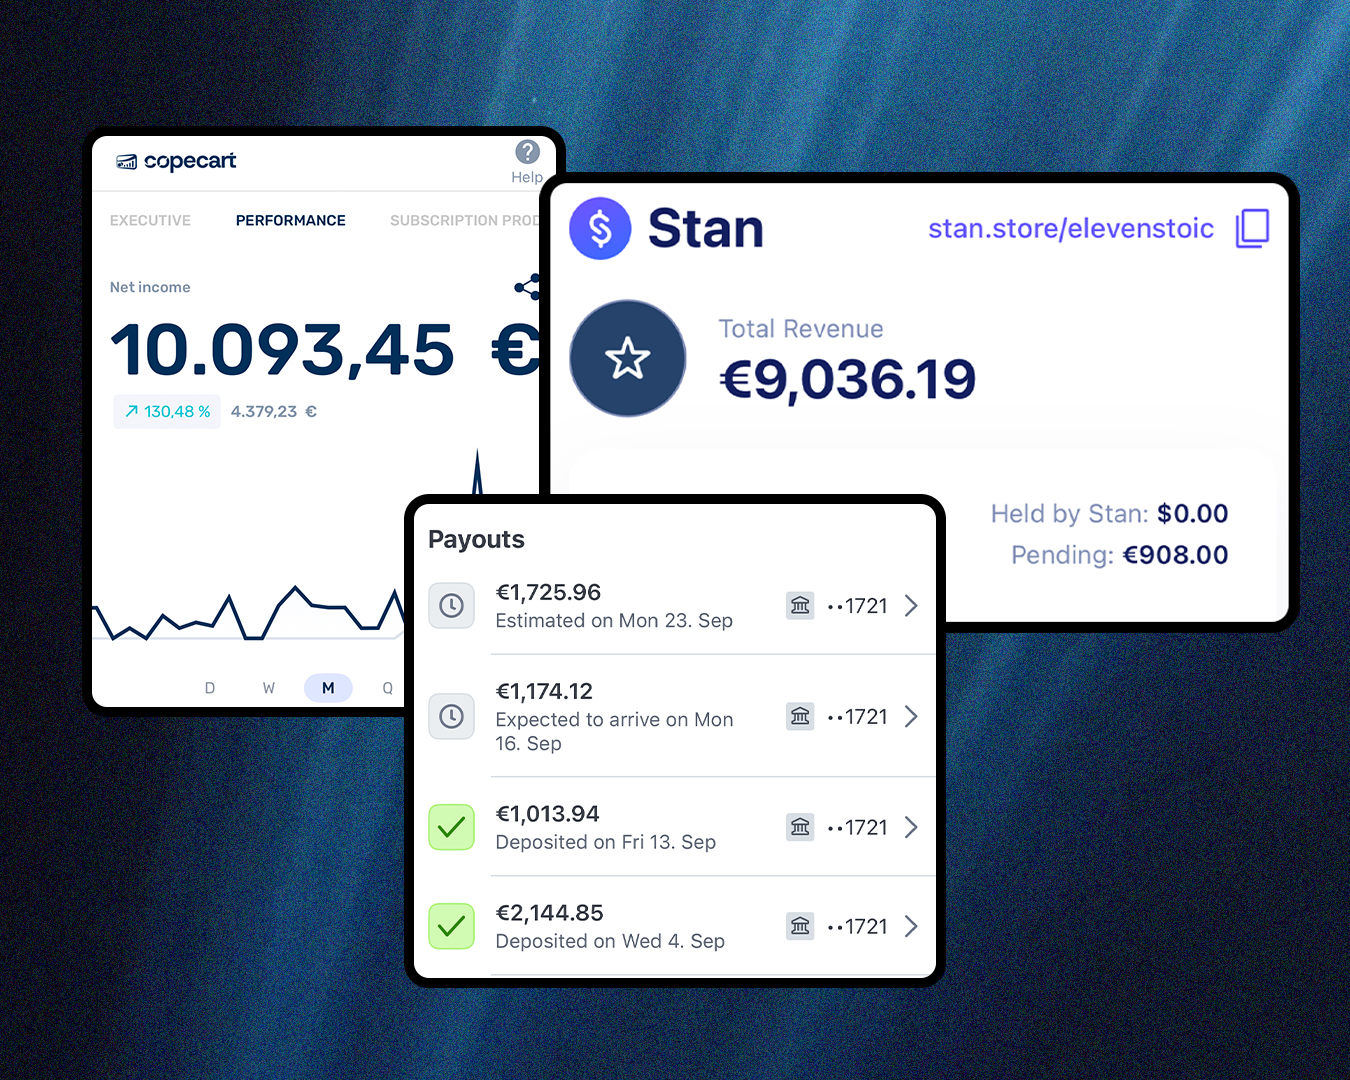 copecart
Help
EXECUTIVE PERFORMANCE SUBSCRIPTION PROD
Net income
10.093,45 €
130,48 % 4.379,23 €
D W M Q
Stan stan.store/elevenstoic
Total Revenue
€9,036.19
Held by Stan: $0.00
Pending: €908.00
Payouts
€1,725.96
Estimated on Mon 23. Sep
··1721
€1,174.12
Expected to arrive on Mon
16. Sep
··1721
€1,013.94
Deposited on Fri 13. Sep
··1721
€2,144.85
Deposited on Wed 4. Sep
··1721